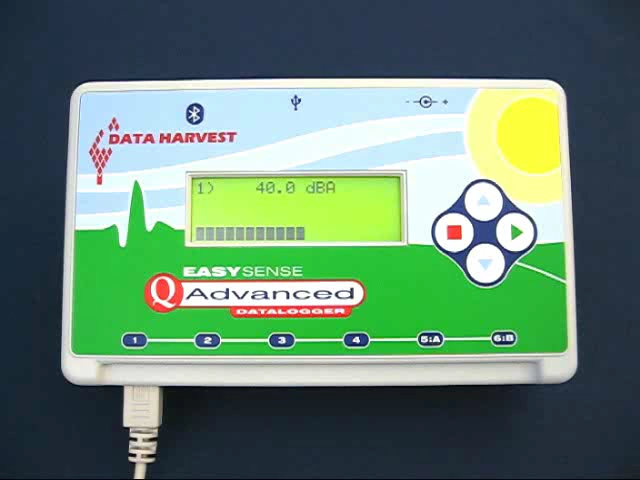 DATA HARVEST
- +
1) 40.0 dBA
EASYSENSE
Q Advanced
DATALOGGER
1 2 3 4 5:A 6:B